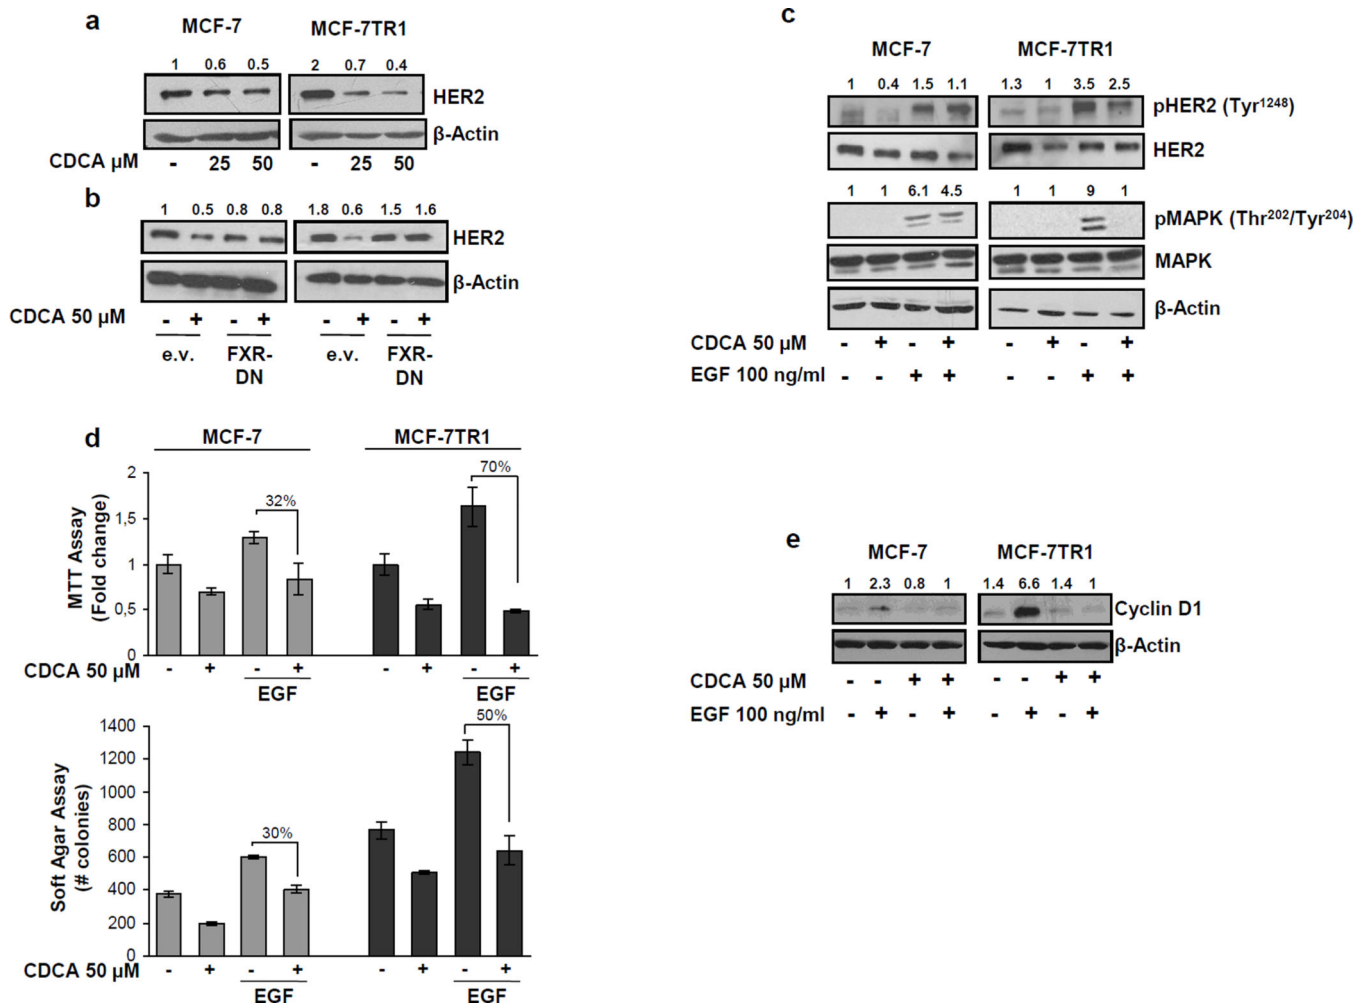 a
MCF-7 MCF-7TR1
1 0.6 0.5 2 0.7 0.4
HER2
β-Actin
CDCA µM - 25 50 - 25 50
b
1 0.5 0.8 0.8 1.8 0.6 1.5 1.6
HER2
β-Actin
CDCA 50 µM - + - + - + - +
e.v. FXR-DN e.v. FXR-DN
c
MCF-7 MCF-7TR1
1 0.4 1.5 1.1 1.3 1 3.5 2.5
pHER2 (Tyr1248)
HER2
1 1 6.1 4.5 1 1 9 1
pMAPK (Thr202/Tyr204)
MAPK
β-Actin
CDCA 50 µM - + - + - + - +
EGF 100 ng/ml - - + + - - + +
d
MCF-7 MCF-7TR1
MTT Assay
(Fold change)
2
1,5
1
0,5
0
32%
70%
CDCA 50 µM - + - + - + - +
EGF EGF
Soft Agar Assay
(# colonies)
1400
1200
1000
800
600
400
200
0
30%
50%
CDCA 50 µM - + - + - + - +
EGF EGF
e
MCF-7 MCF-7TR1
1 2.3 0.8 1 1.4 6.6 1.4 1
Cyclin D1
β-Actin
CDCA 50 µM - - + + - - + +
EGF 100 ng/ml - + - + - + - +